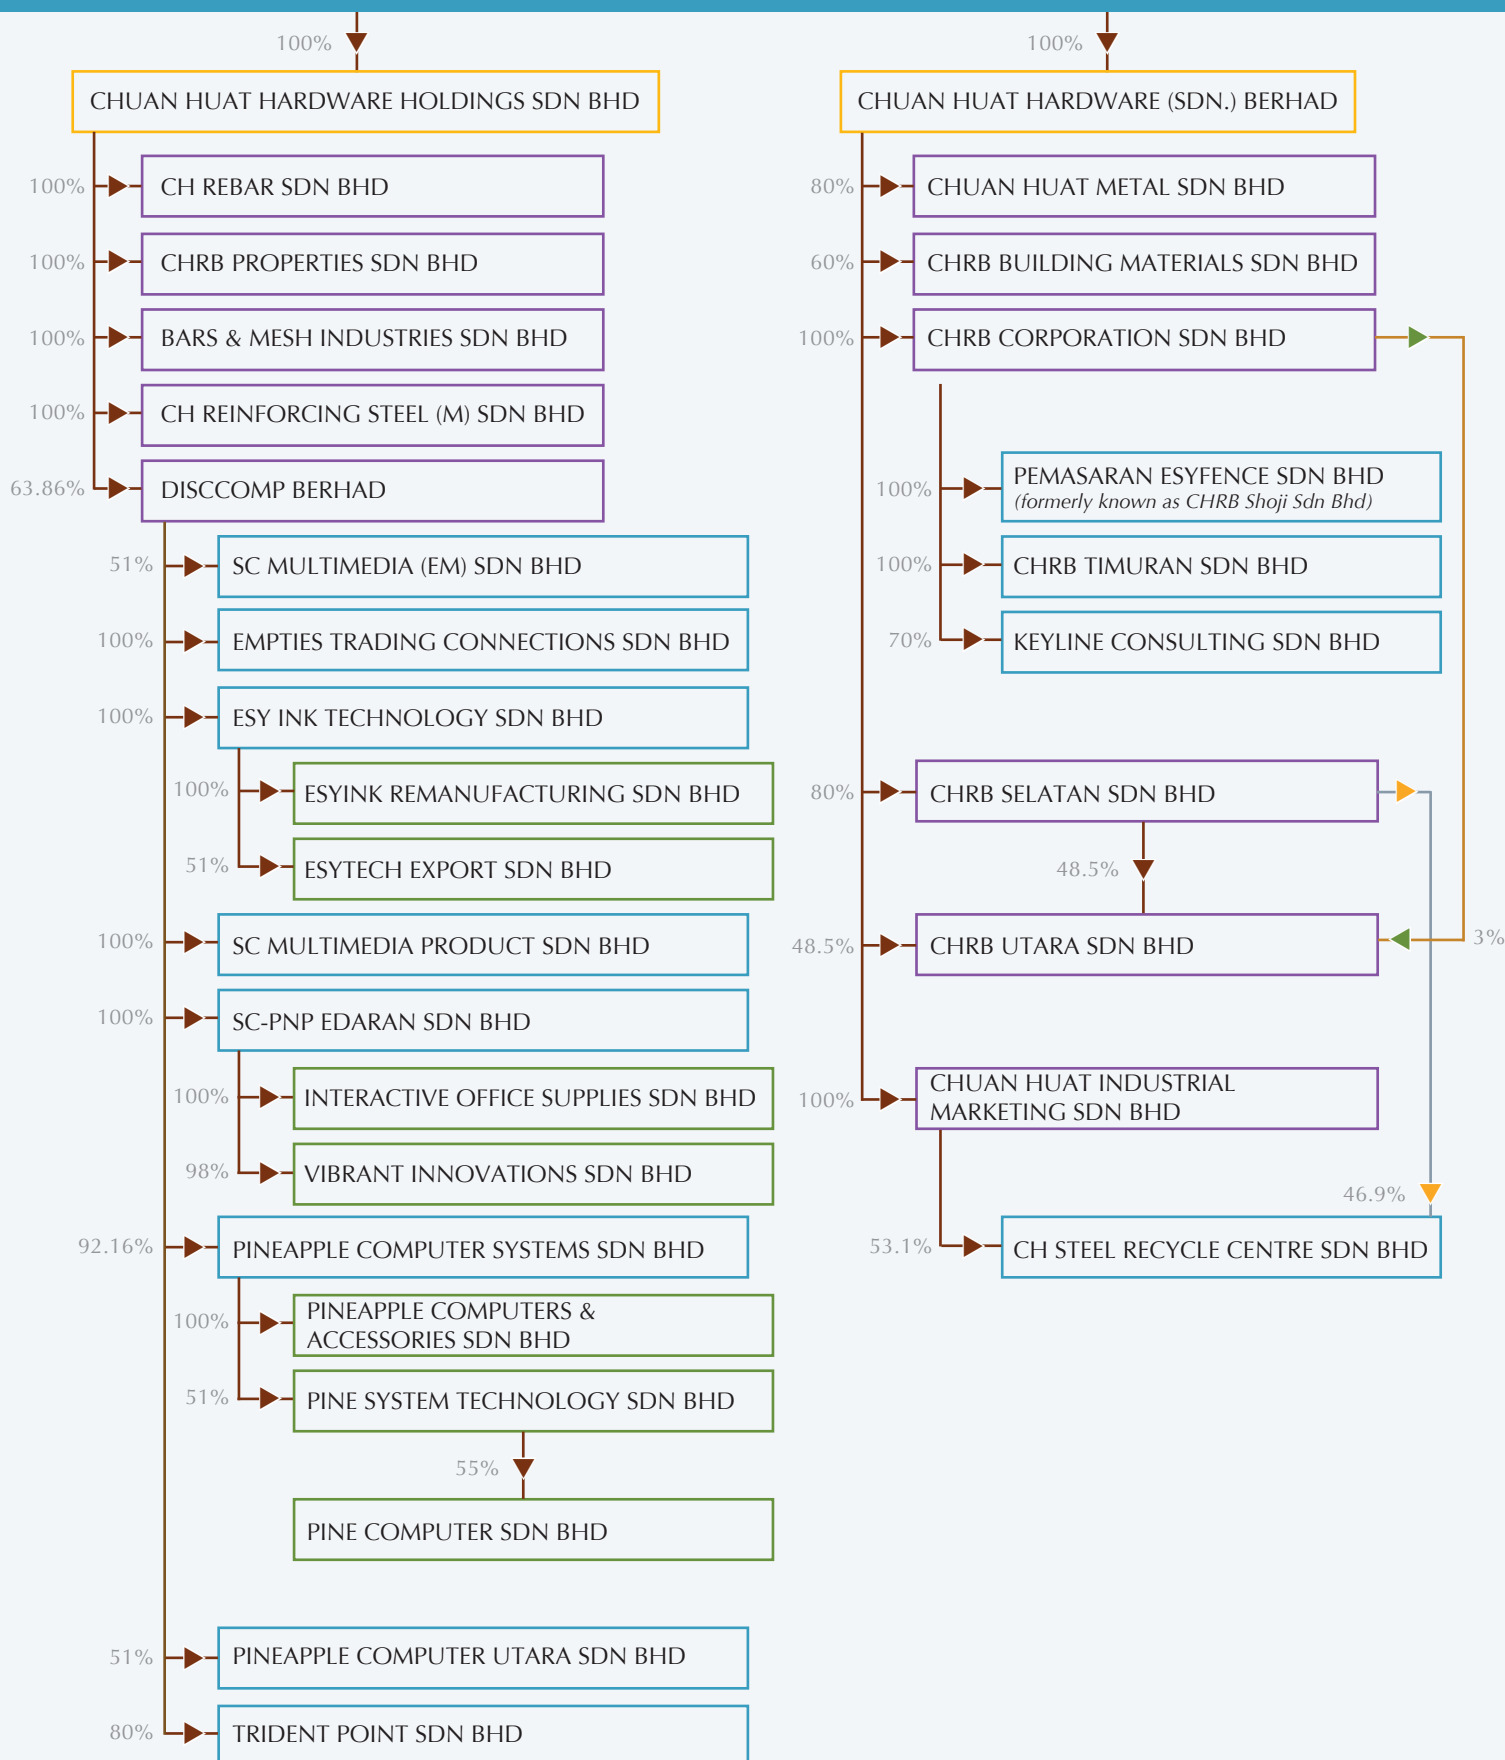 100%
CHUAN HUAT HARDWARE HOLDINGS SDN BHD
100%
CH REBAR SDN BHD
100%
CHRB PROPERTIES SDN BHD
100%
BARS & MESH INDUSTRIES SDN BHD
100%
CH REINFORCING STEEL (M) SDN BHD
63.86%
DISCCOMP BERHAD
51%
SC MULTIMEDIA (EM) SDN BHD
100%
EMPTIES TRADING CONNECTIONS SDN BHD
100%
ESY INK TECHNOLOGY SDN BHD
100%
ESYINK REMANUFACTURING SDN BHD
51%
ESYTECH EXPORT SDN BHD
100%
SC MULTIMEDIA PRODUCT SDN BHD
100%
SC-PNP EDARAN SDN BHD
100%
INTERACTIVE OFFICE SUPPLIES SDN BHD
98%
VIBRANT INNOVATIONS SDN BHD
92.16%
PINEAPPLE COMPUTER SYSTEMS SDN BHD
100%
PINEAPPLE COMPUTERS &
ACCESSORIES SDN BHD
51%
PINE SYSTEM TECHNOLOGY SDN BHD
55%
PINE COMPUTER SDN BHD
51%
PINEAPPLE COMPUTER UTARA SDN BHD
80%
TRIDENT POINT SDN BHD
100%
CHUAN HUAT HARDWARE (SDN.) BERHAD
80%
CHUAN HUAT METAL SDN BHD
60%
CHRB BUILDING MATERIALS SDN BHD
100%
CHRB CORPORATION SDN BHD
100%
PEMASARAN ESYFENCE SDN BHD
(formerly known as CHRB Shoji Sdn Bhd)
100%
CHRB TIMURAN SDN BHD
70%
KEYLINE CONSULTING SDN BHD
80%
CHRB SELATAN SDN BHD
48.5%
48.5%
CHRB UTARA SDN BHD
3%
100%
CHUAN HUAT INDUSTRIAL
MARKETING SDN BHD
46.9%
53.1%
CH STEEL RECYCLE CENTRE SDN BHD